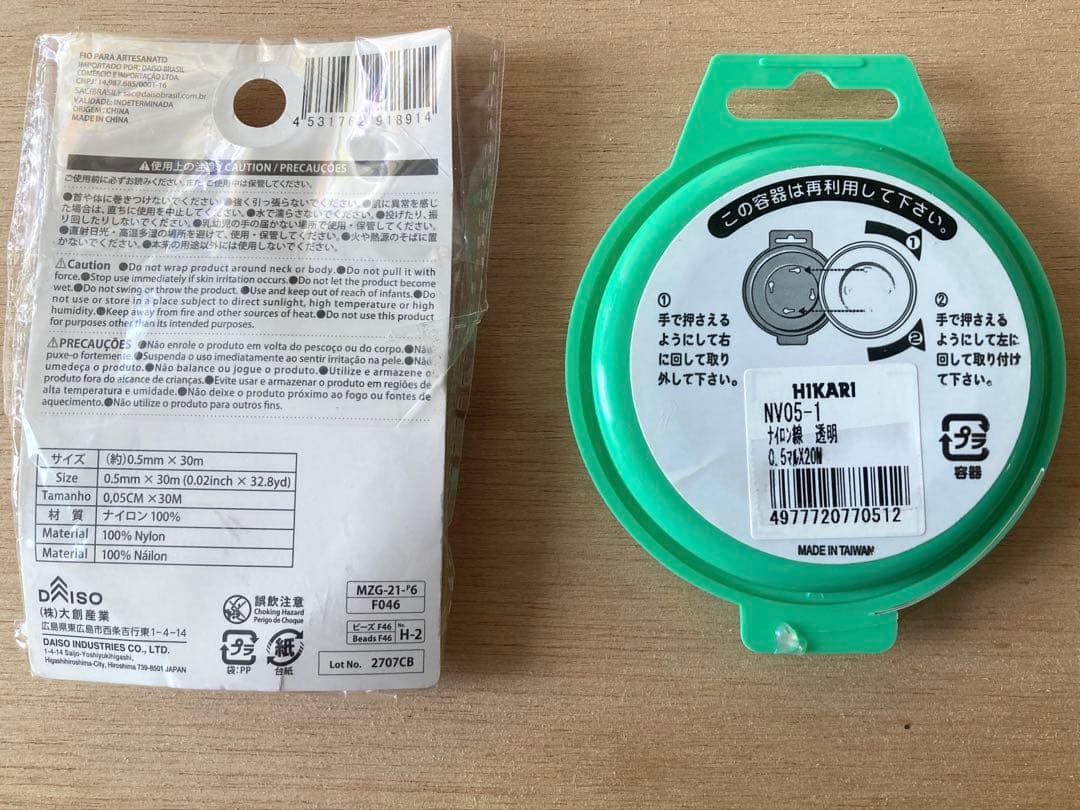 FIO PARA ARTESANATO
IMPORTADO POR: DAISO BRASIL
COMÉRCIO E IMPORTAÇÃO LTDA.
CNPJ: 14.987.685/0001-16
SAC(BRASIL): sac@daisobrasil.com.br
VALIDADE: INDETERMINADA
ORIGEM: CHINA
MADE IN CHINA
4 531762 918914
使用上の注意 CAUTION / PRECAUÇÕES
ご使用前に必ずお読みください。また、ご使用中は保管してください。
●首や体に巻きつけないでください。●強く引っ張らないでください。●肌に異常を感じ
た場合は、直ちに使用を中止してください。●水で濡らさないでください。●投げたり、振
り回したりしないでください。●乳幼児の手の届かない場所で使用・保管してください。
●直射日光・高温多湿の場所を避けて、使用・保管してください。●火や熱源のそばに置
かないでください。●本来の用途以外には使用しないでください。
Caution ●Do not wrap product around neck or body.●Do not pull it with
force.●Stop use immediately if skin irritation occurs.●Do not let the product become
wet.●Do not swing or throw the product. ●Use and keep out of reach of infants.●Do
not use or store in a place subject to direct sunlight, high temperature or high
humidity.●Keep away from fire and other sources of heat.●Do not use this product
for purposes other than its intended purposes.
PRECAUÇÕES ●Não enrole o produto em volta do pescoço ou do corpo.●Não
puxe-o fortemente.●Suspenda o uso imediatamente ao sentir irritação na pele.●Não
umedeça o produto.●Não balance ou jogue o produto. ●Utilize e armazene o
produto fora do alcance de crianças.●Evite usar e armazenar o produto em regiões de
alta temperatura e umidade.●Não deixe o produto próximo ao fogo ou fontes de
aquecimento.●Não utilize o produto para outros fins.
サイズ (約)0.5mm×30m
Size 0.5mm×30m (0.02inch×32.8yd)
Tamanho 0,05CM×30M
材質 ナイロン100%
Material 100% Nylon
Material 100% Náilon
DAISO
(株)大創産業
広島県東広島市西条吉行東1-4-14
DAISO INDUSTRIES CO., LTD.
1-4-14 Saijo-Yoshiyukihigashi,
Higashihiroshima-City, Hiroshima 739-8501 JAPAN
誤飲注意
Choking Hazard
Perigo de Choque
プラ
袋:PP
紙
台紙
MZG-21-P6
F046
ビーズ F46
Beads F46
No. H-2
Lot No. 2707CB
この容器は再利用して下さい。
1
2
①
手で押さえる
ようにして右
に回して取り
外して下さい。
②
手で押さえる
ようにして左に
回して取り付け
て下さい。
HIKARI
NV05-1
ナイロン線 透明
0.5マルX20M
4977720770512
プラ
容器
MADE IN TAIWAN